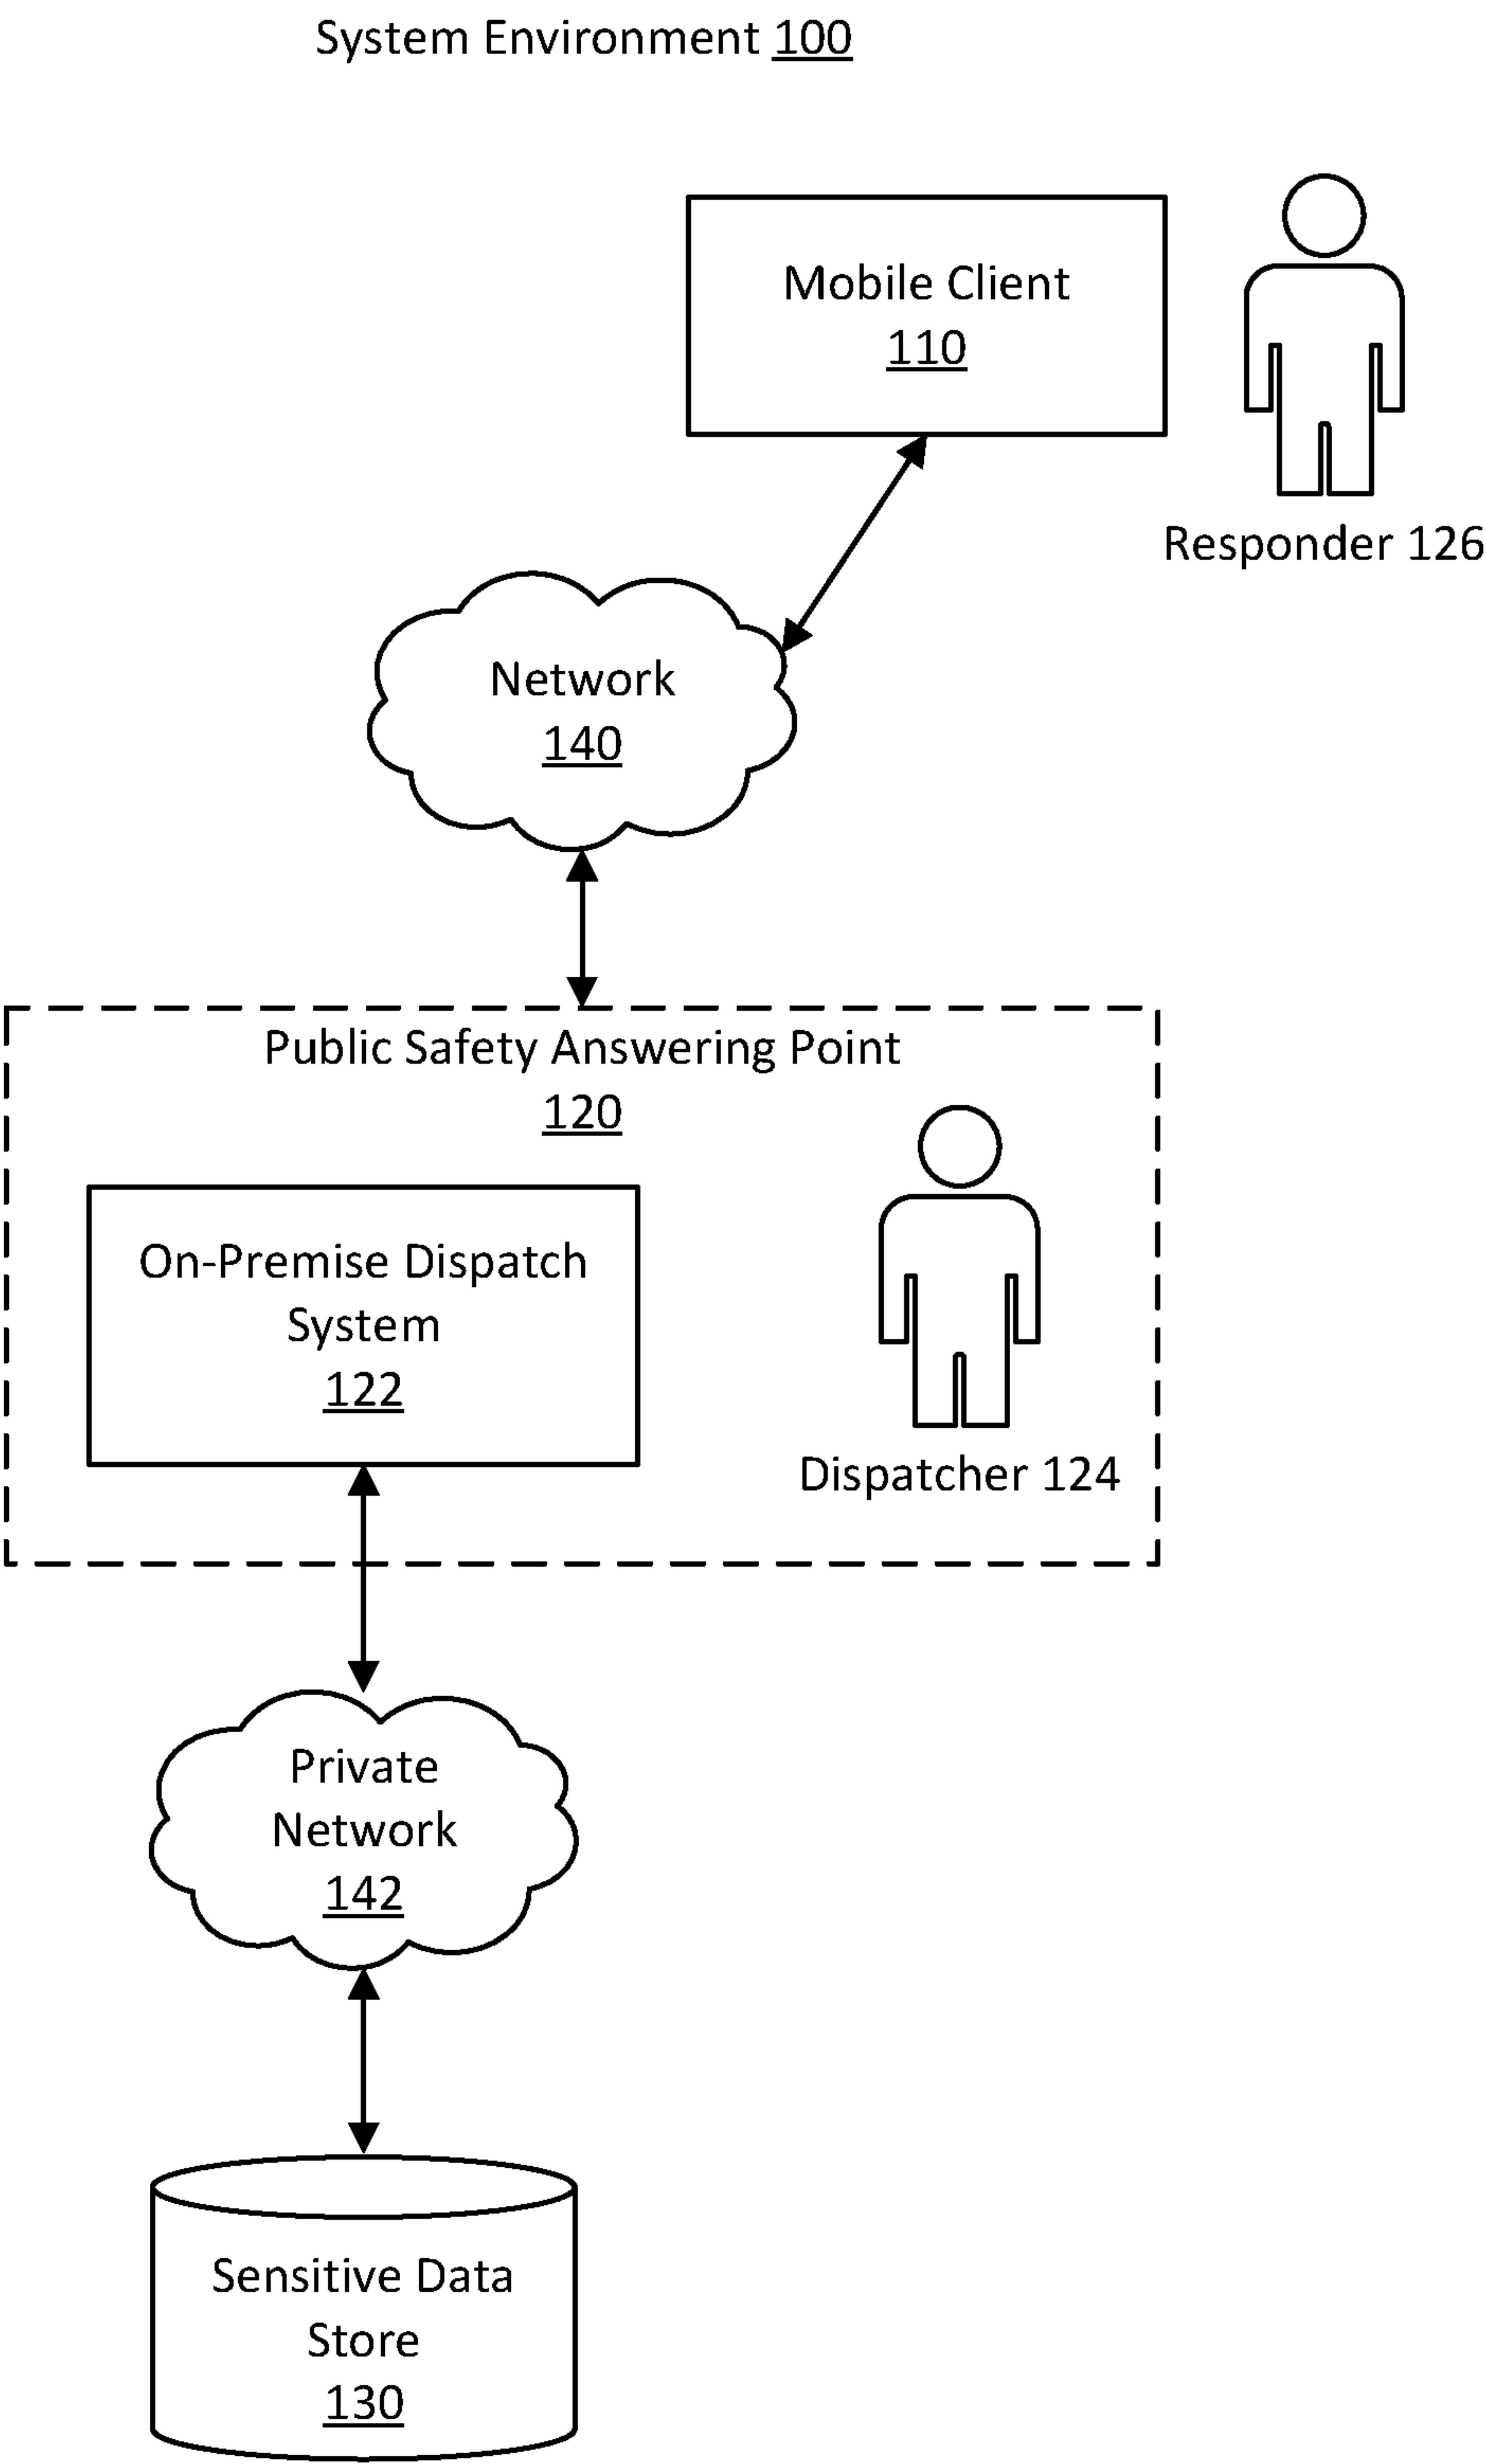 System Environment 100
Mobile Client
110
Responder 126
Network
140
Public Safety Answering Point
120
On-Premise Dispatch
System
122
Dispatcher 124
Private
Network
142
Sensitive Data
Store
130